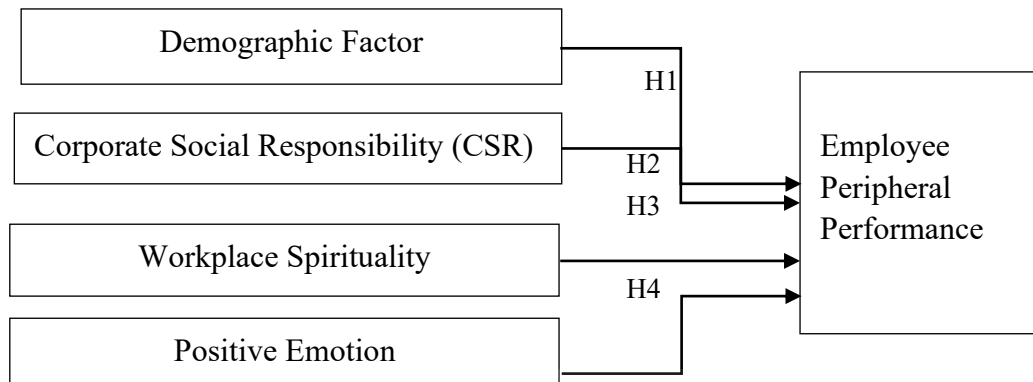 Demographic Factor
H1
Corporate Social Responsibility (CSR)
H2
H3
Workplace Spirituality
H4
Positive Emotion
Employee
Peripheral
Performance